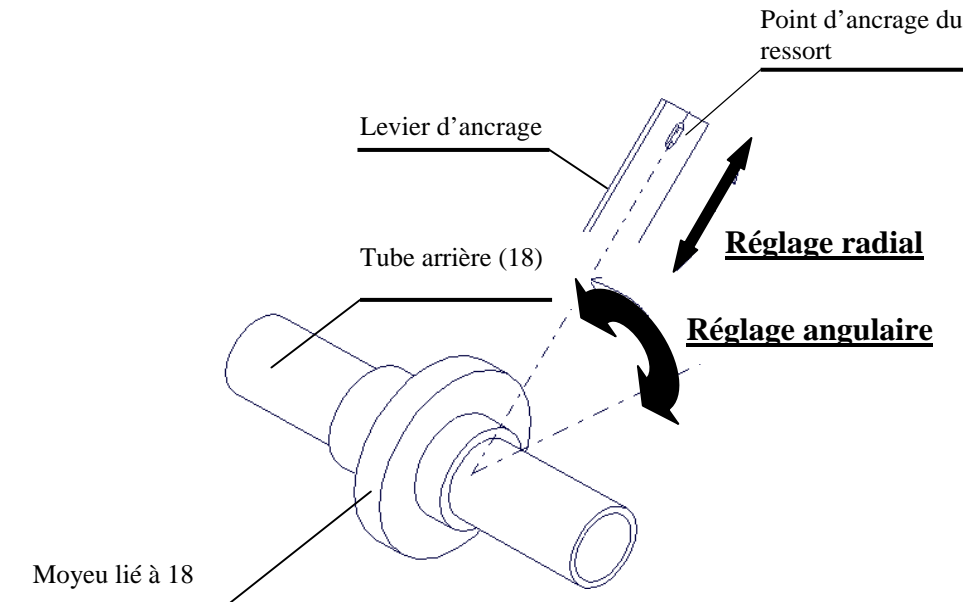 Point d’ancrage du
ressort
Levier d’ancrage
Réglage radial
Tube arrière (18)
Réglage angulaire
Moyeu lié à 18